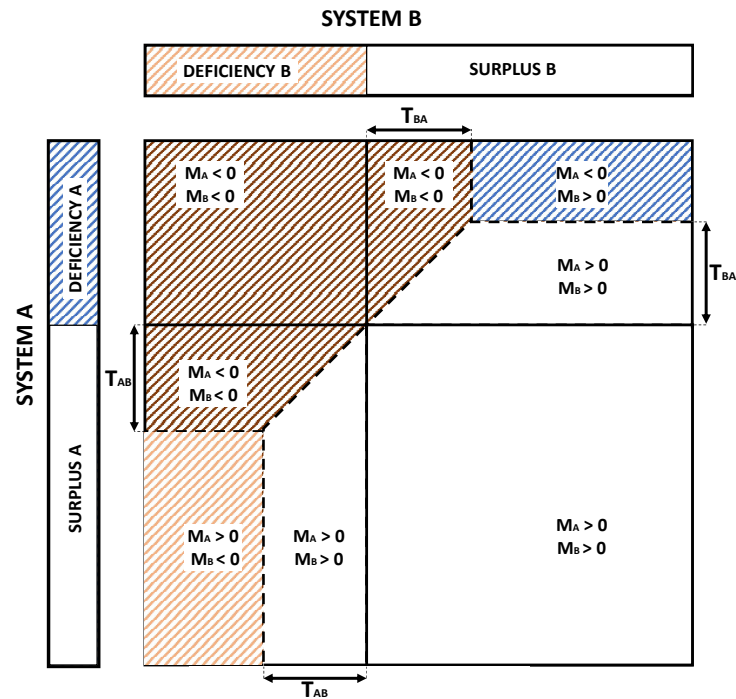 SYSTEM B
DEFICIENCY B
SURPLUS B
TBA
SYSTEM A
DEFICIENCY A
SURPLUS A
MA < 0
MB < 0
MA < 0
MB < 0
MA < 0
MB > 0
MA > 0
MB > 0
TBA
TAB
MA < 0
MB < 0
MA > 0
MB < 0
MA > 0
MB > 0
MA > 0
MB > 0
TAB